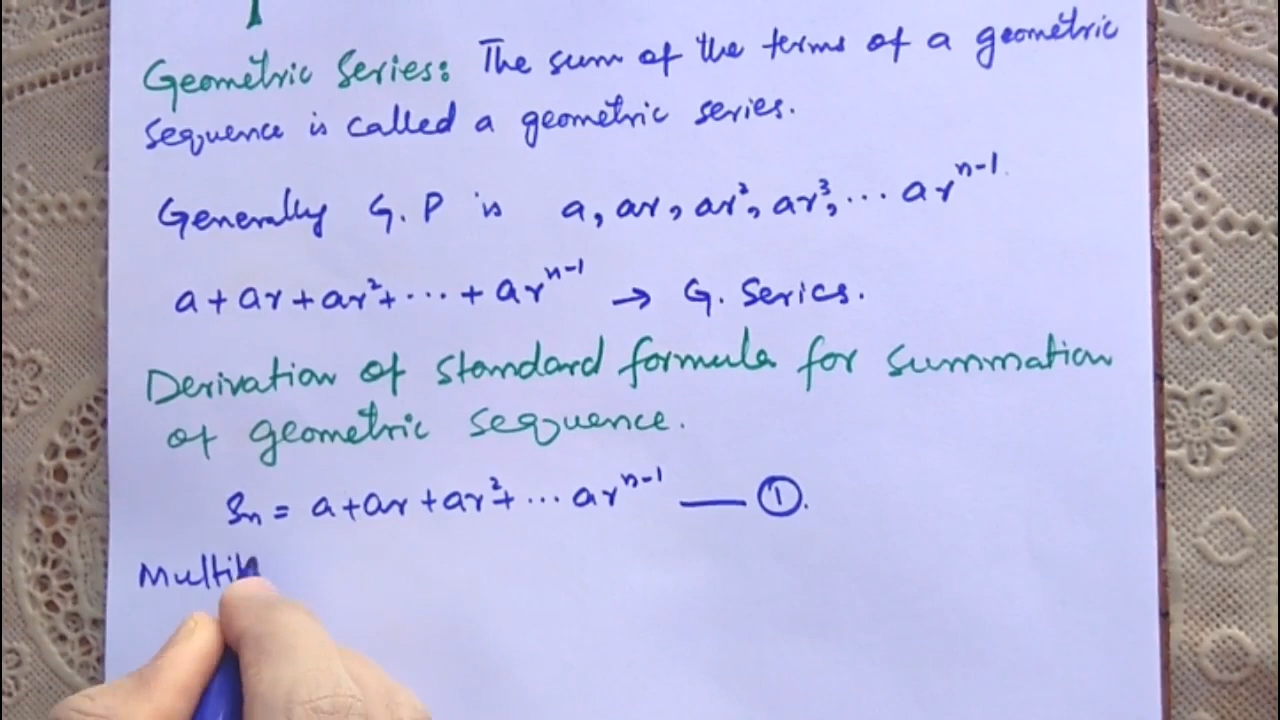 Geometric Series: The sum of the terms of a geometric
sequence is called a geometric series.
Generally G.P is a, ar, ar², ar³, ... arⁿ⁻¹.
a + ar + ar² + ... + arⁿ⁻¹ → G. Series.
Derivation of standard formula for summation
of geometric sequence.
Sₙ = a + ar + ar² + ... arⁿ⁻¹ — ①.